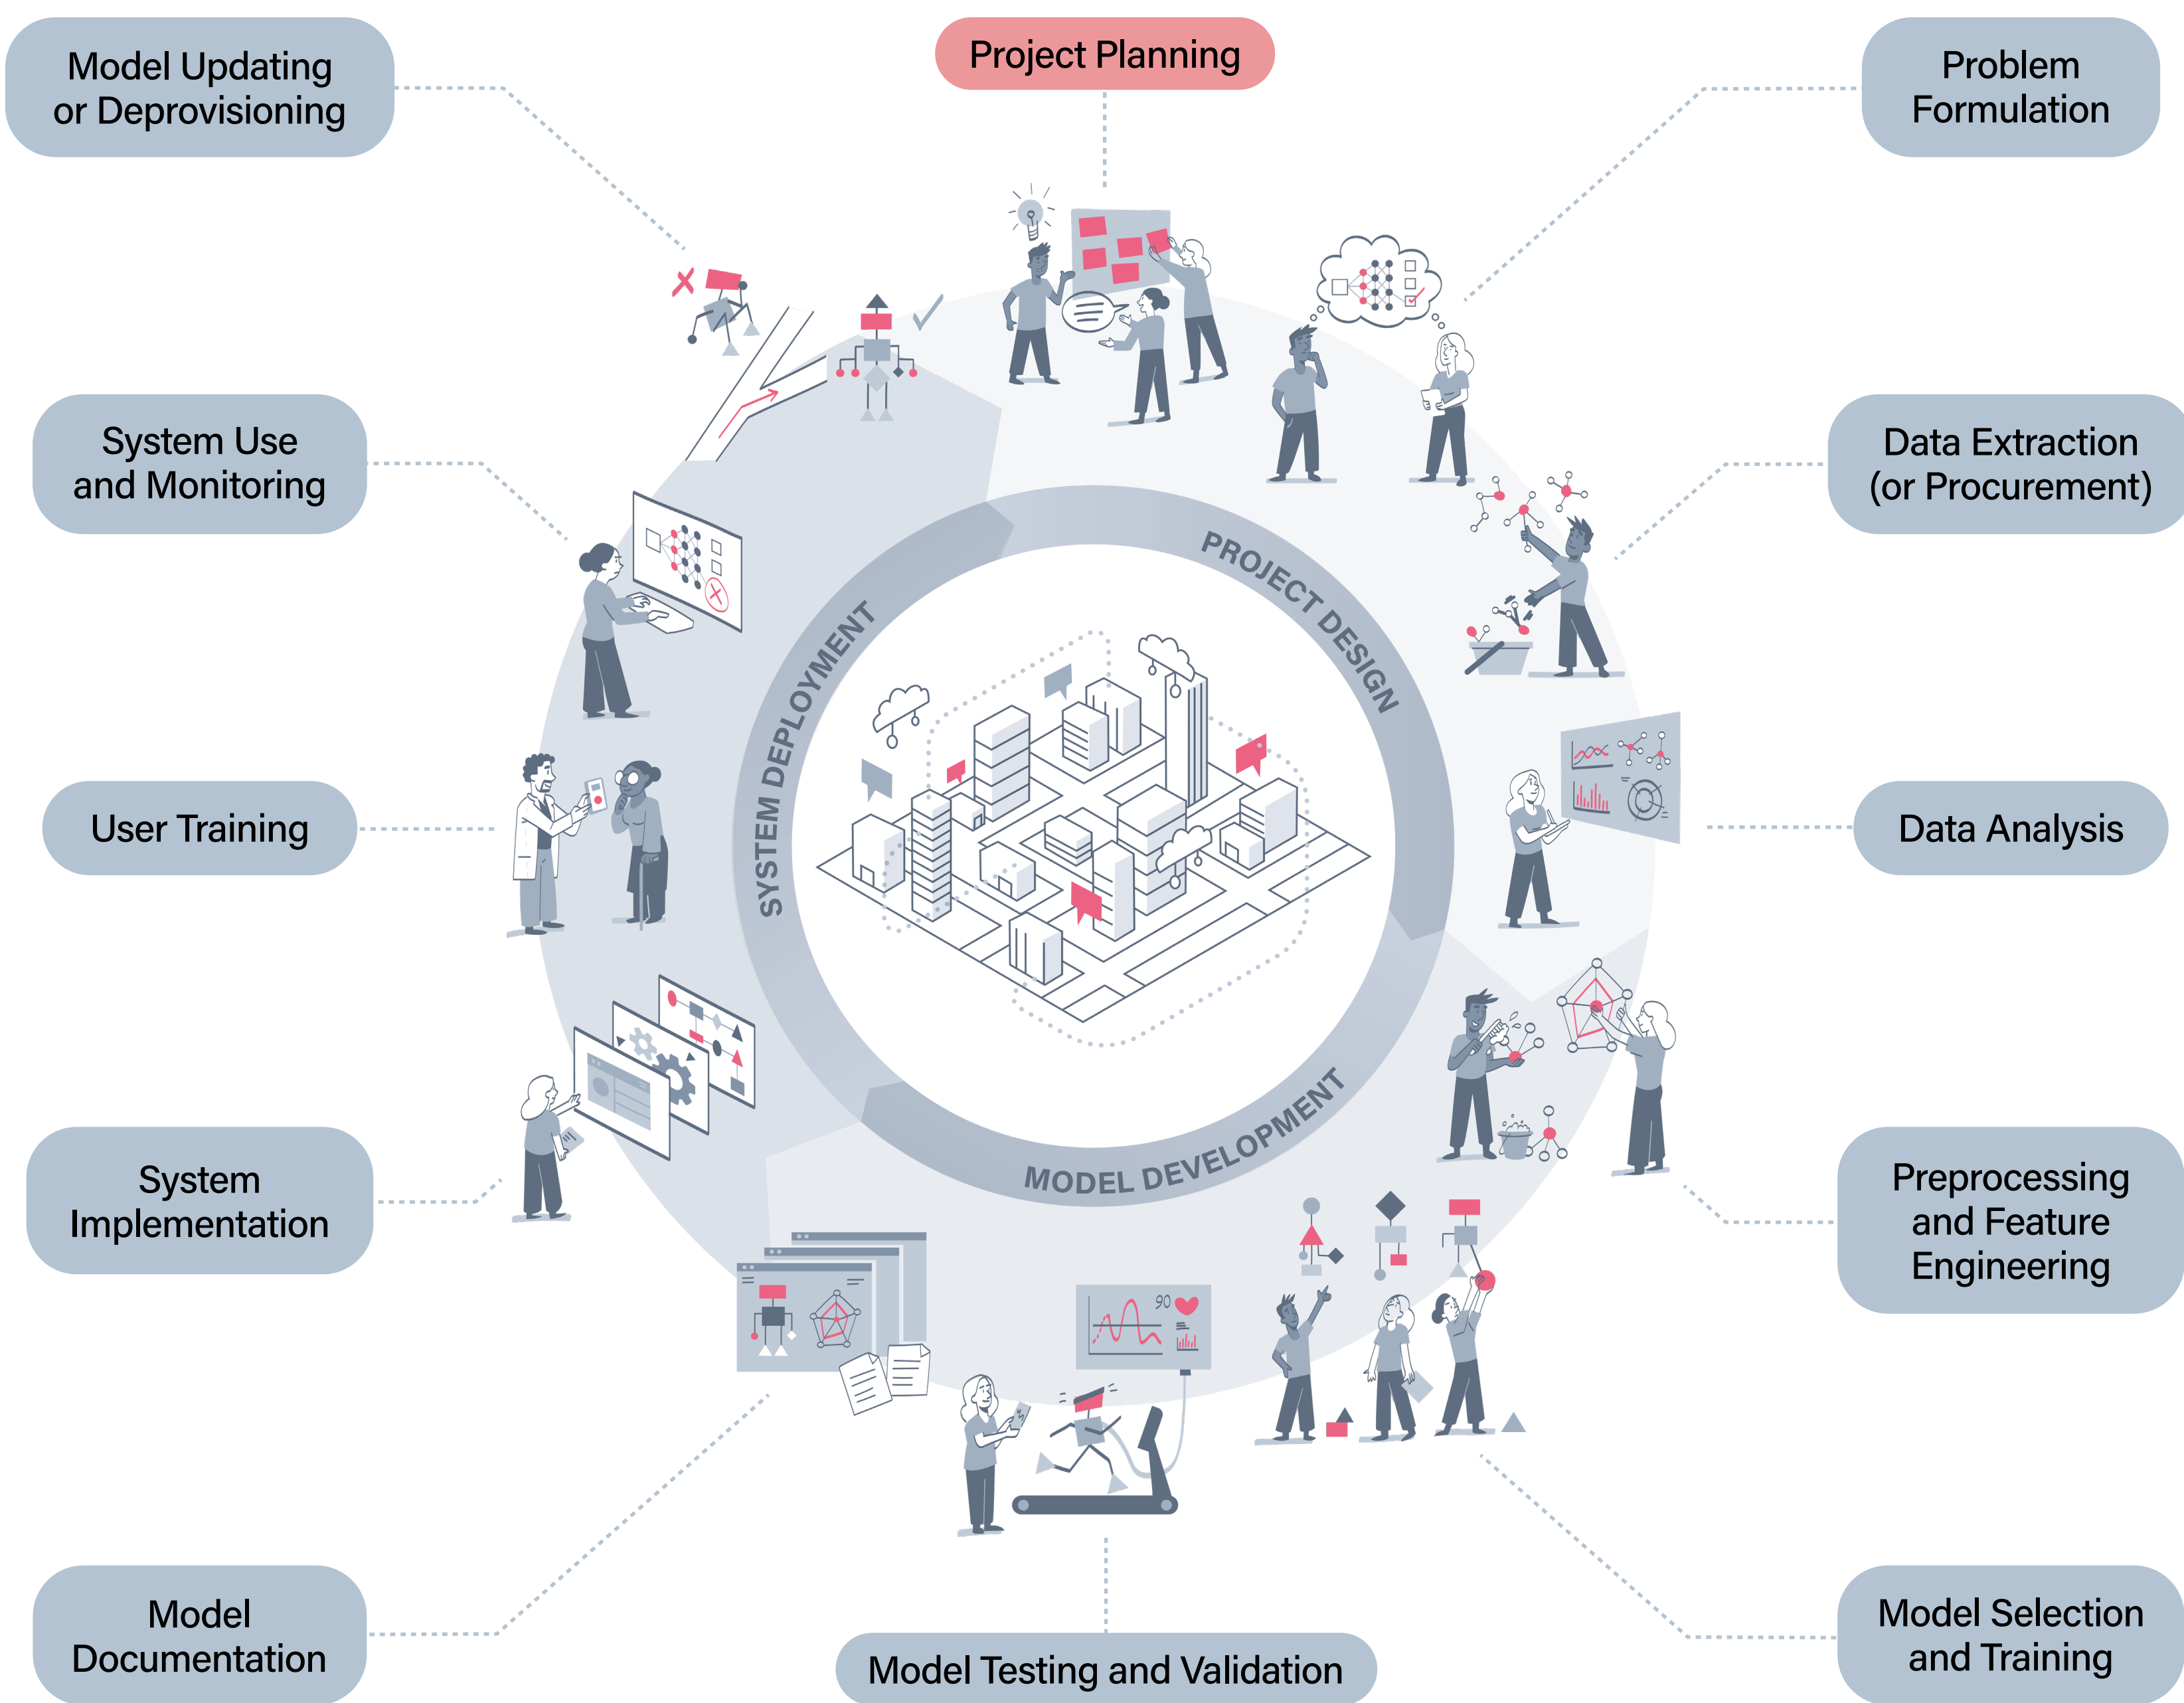 Project Planning
Problem
Formulation
Data Extraction
(or Procurement)
Data Analysis
Preprocessing
and Feature
Engineering
Model Selection
and Training
Model Testing and Validation
Model
Documentation
System
Implementation
User Training
System Use
and Monitoring
Model Updating
or Deprovisioning
PROJECT DESIGN
MODEL DEVELOPMENT
SYSTEM DEPLOYMENT
90